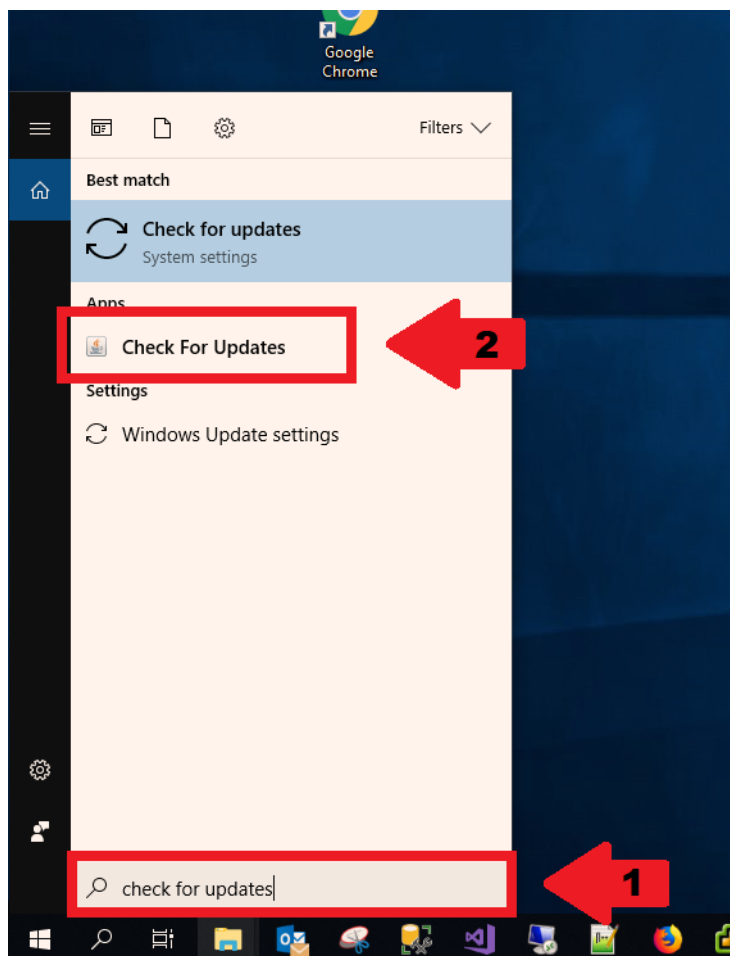 Google
Chrome
Filters
Best match
Check for updates
System settings
Apps
Check For Updates
2
Settings
Windows Update settings
check for updates
1